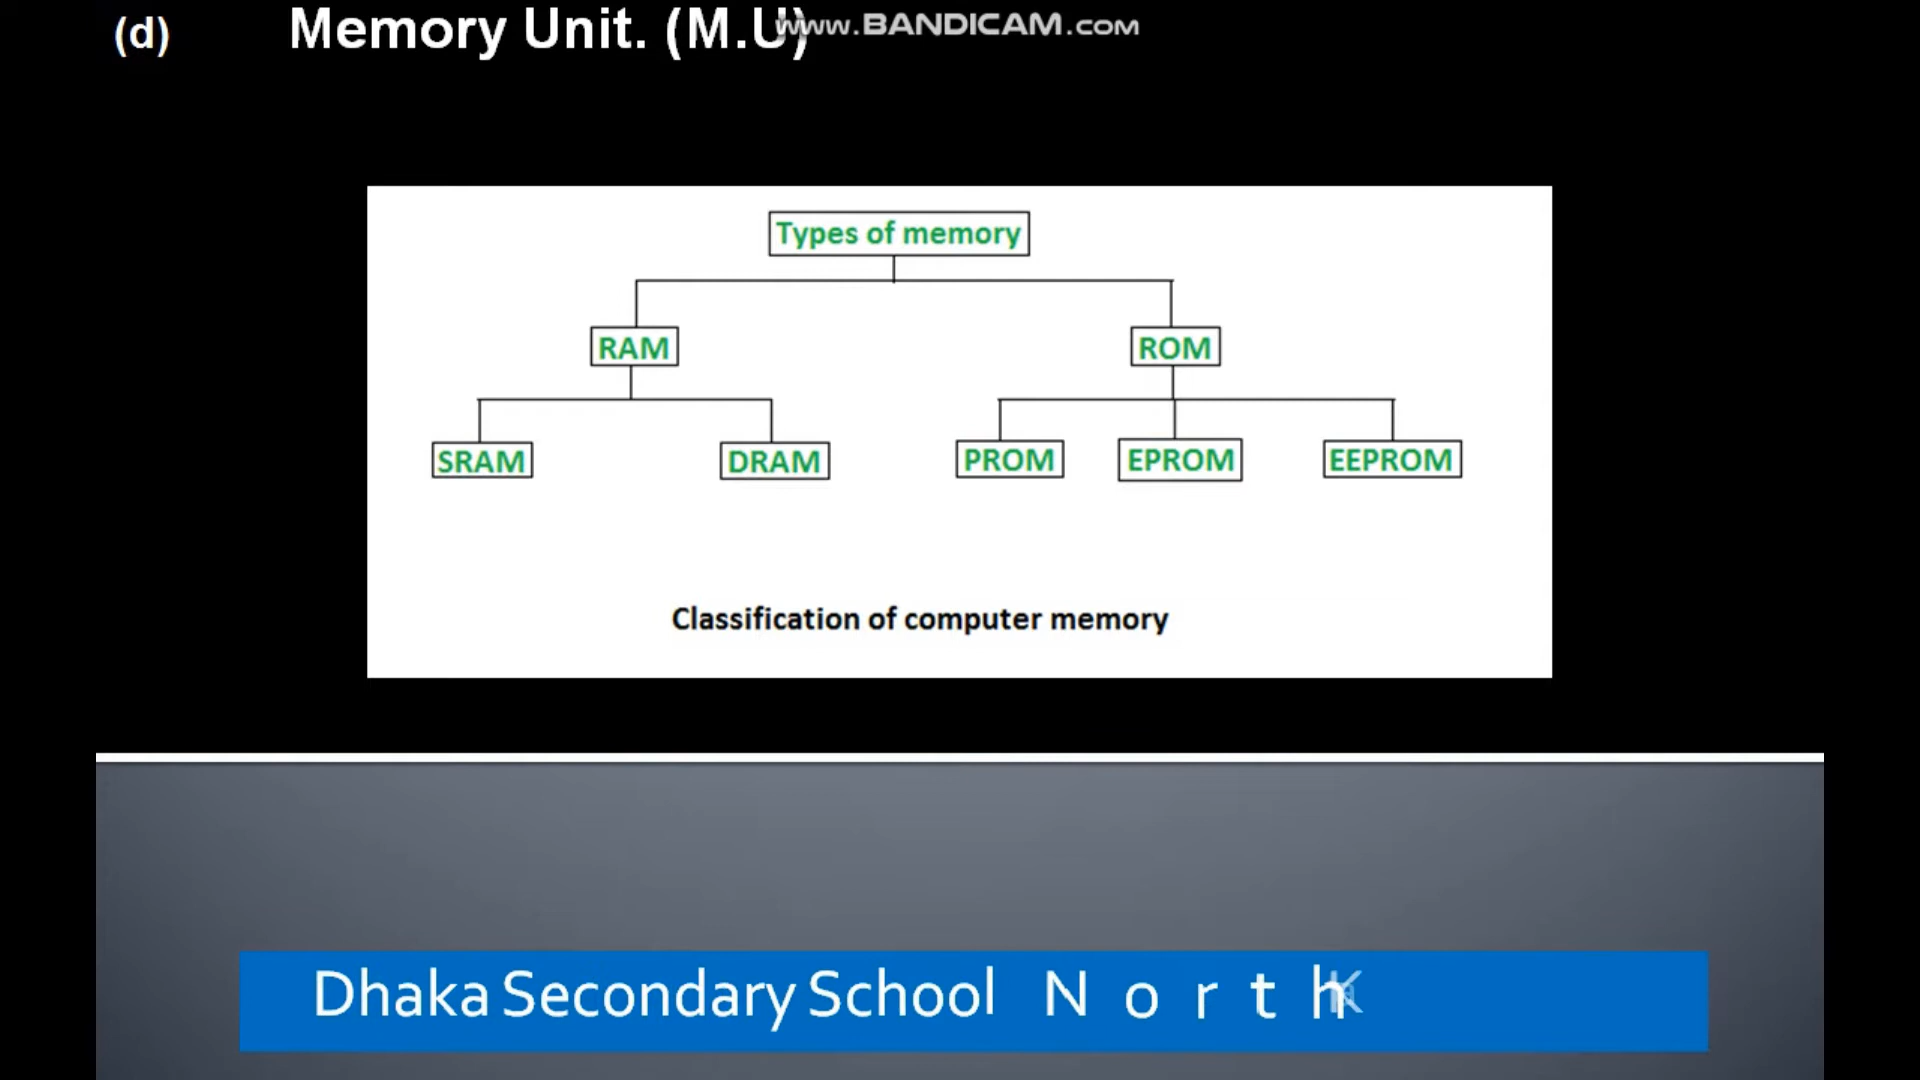 (d) Memory Unit. (M.U)
www.BANDICAM.com
Types of memory
RAM ROM
SRAM DRAM PROM EPROM EEPROM
Classification of computer memory
Dhaka Secondary School North